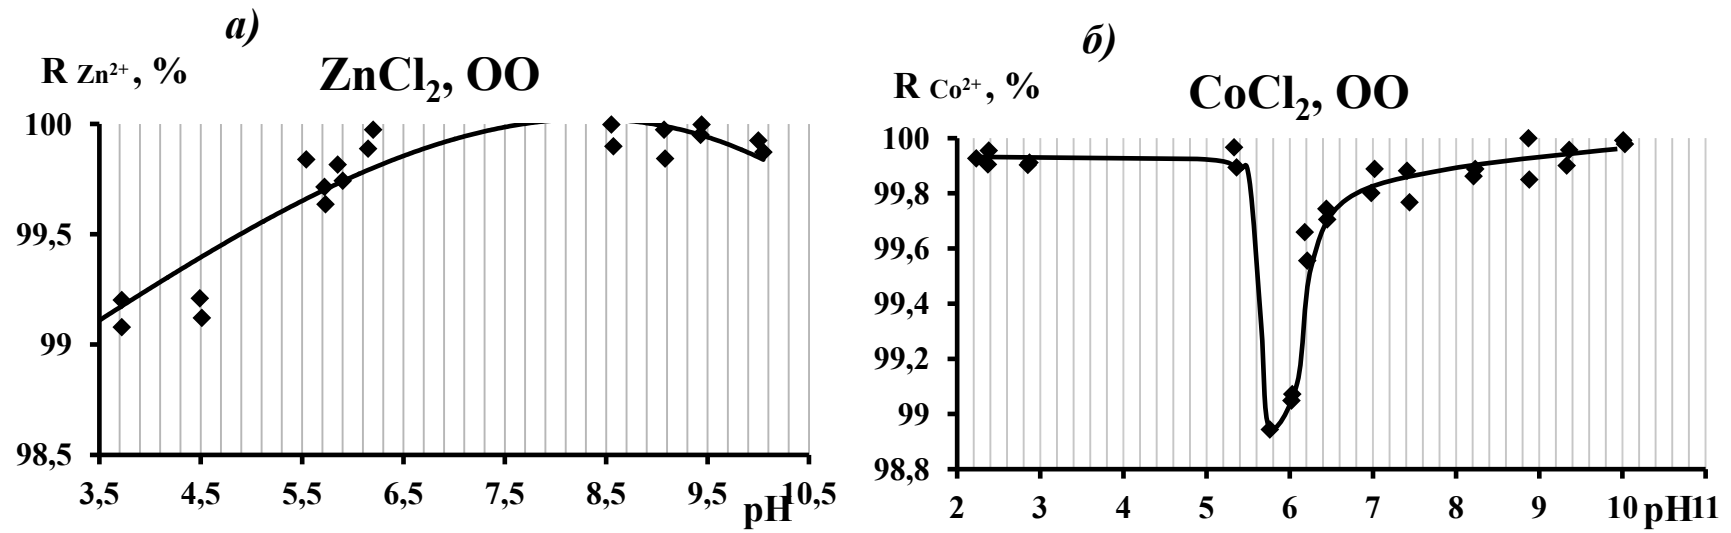 а)
R Zn²⁺, %
ZnCl₂, ОО
100
99,5
99
98,5
3,5 4,5 5,5 6,5 7,5 8,5 9,5 10,5
pH
б)
R Co²⁺, %
CoCl₂, ОО
100
99,8
99,6
99,4
99,2
99
98,8
2 3 4 5 6 7 8 9 10 pH 11